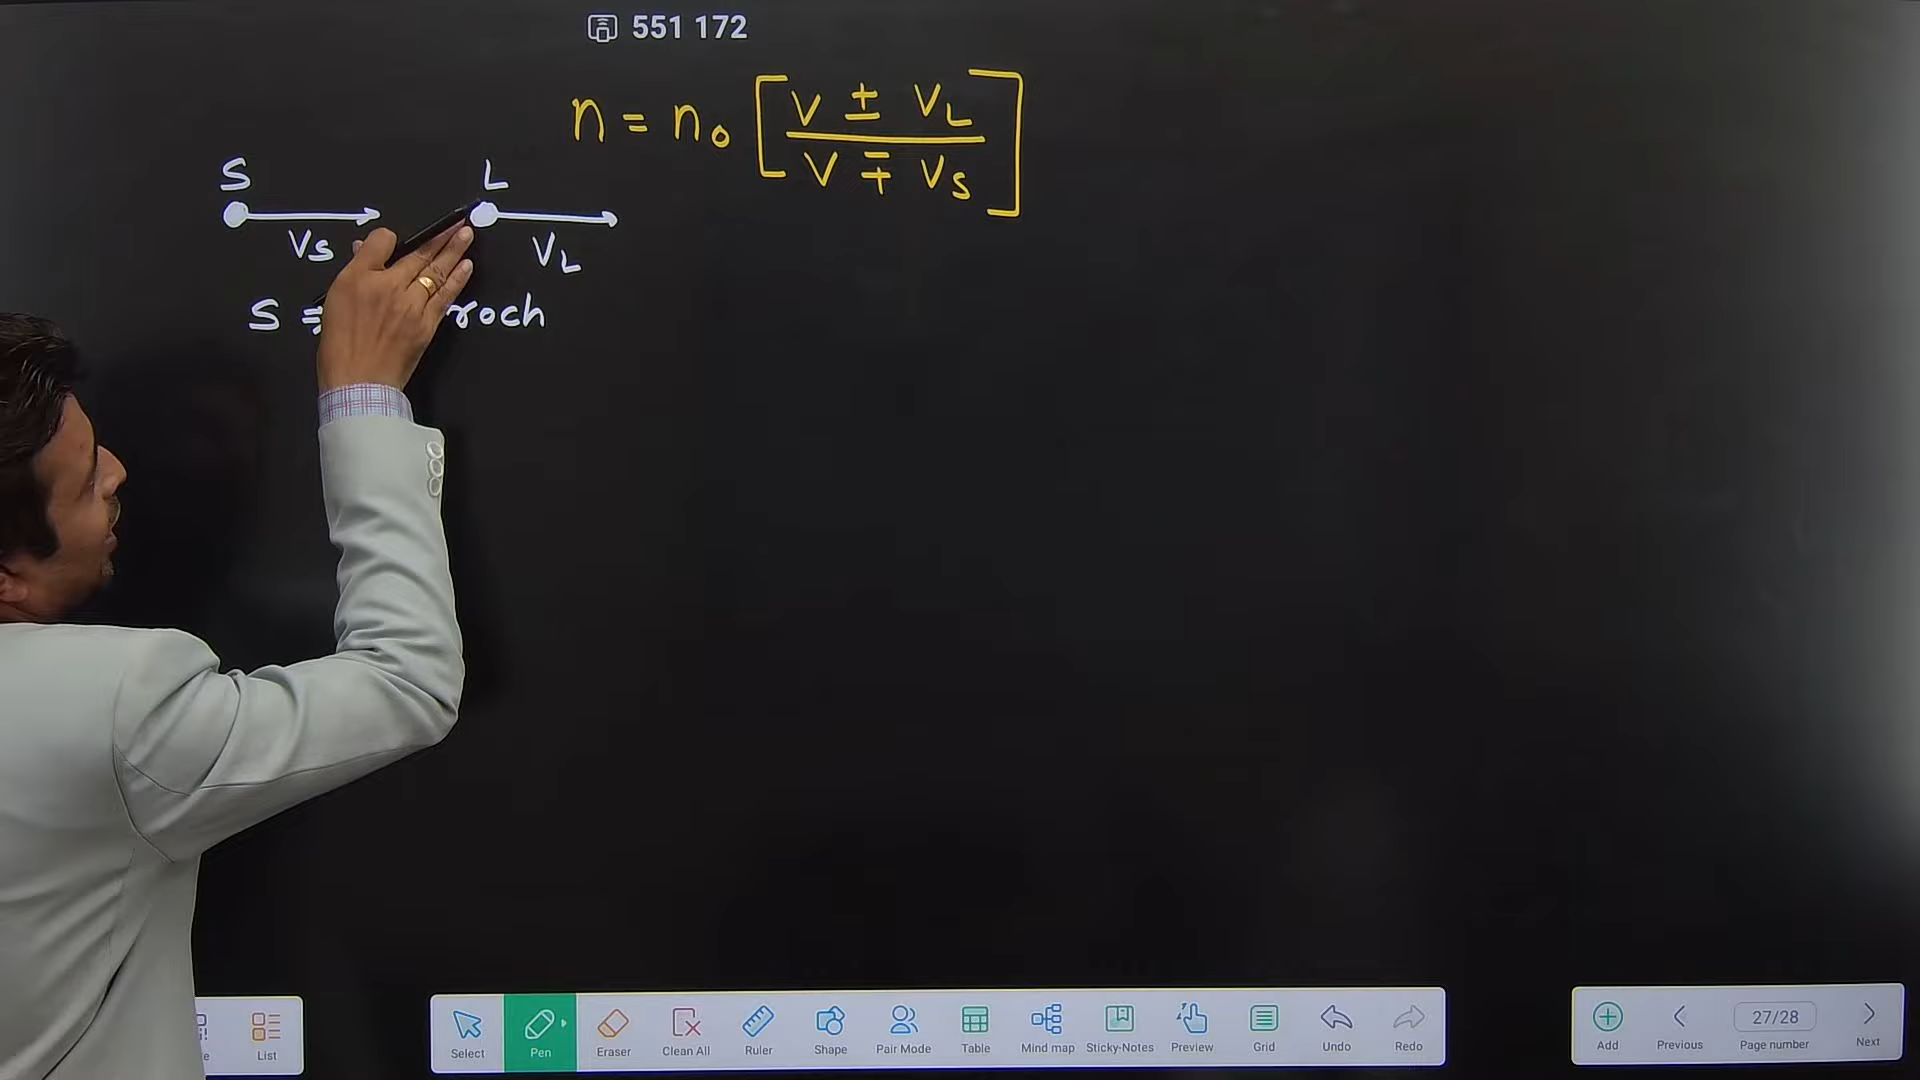 551 172
n = n₀ [ (V ± V_L) / (V ∓ V_S) ]
S L
V_S V_L
S ⇒ roch
List
Select Pen Eraser Clean All Ruler Shape Pair Mode Table Mind map Sticky-Notes Preview Grid Undo Redo
Add Previous 27/28 Page number Next